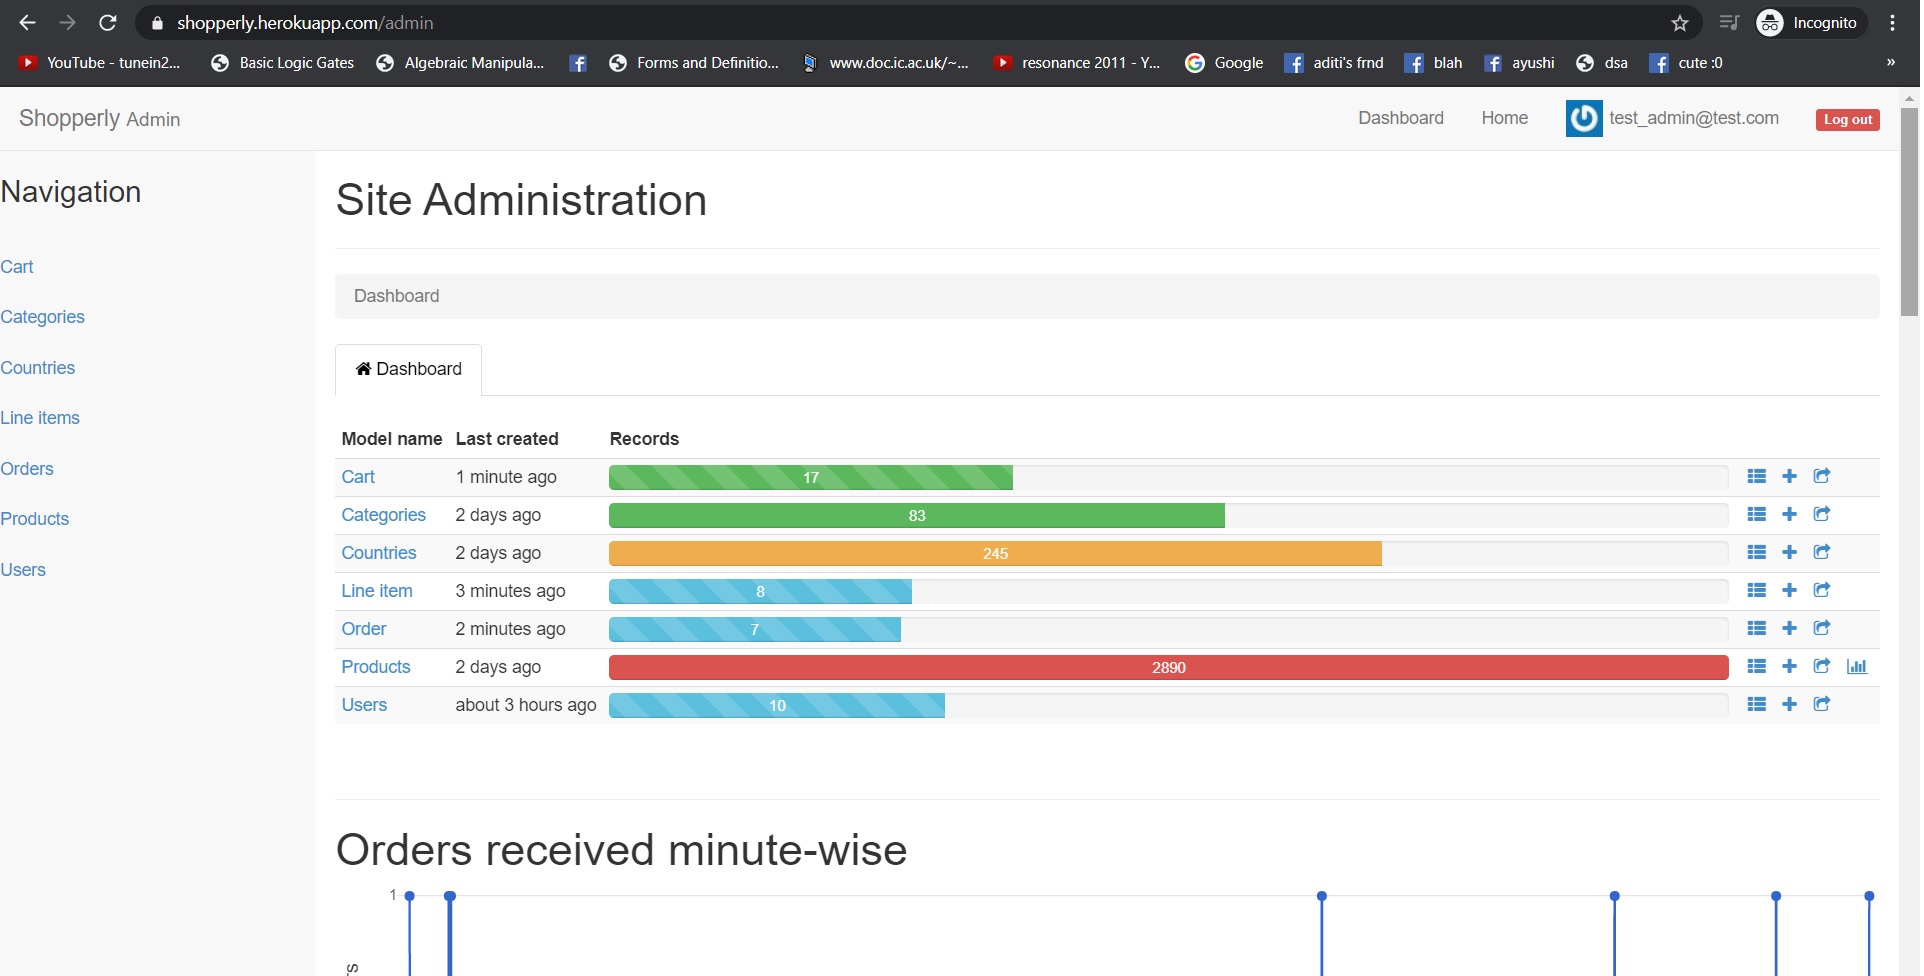 shopperly.herokuapp.com/admin
Incognito
YouTube - tunein2... Basic Logic Gates Algebraic Manipula... Forms and Definitio... www.doc.ic.ac.uk/~... resonance 2011 - Y... Google aditi's frnd blah ayushi dsa cute :0 »
Shopperly Admin
Dashboard Home test_admin@test.com Log out
Navigation
Cart
Categories
Countries
Line items
Orders
Products
Users
Site Administration
Dashboard
Dashboard
Model name Last created Records
Cart 1 minute ago 17
Categories 2 days ago 83
Countries 2 days ago 245
Line item 3 minutes ago 8
Order 2 minutes ago 7
Products 2 days ago 2890
Users about 3 hours ago 10
Orders received minute-wise
1